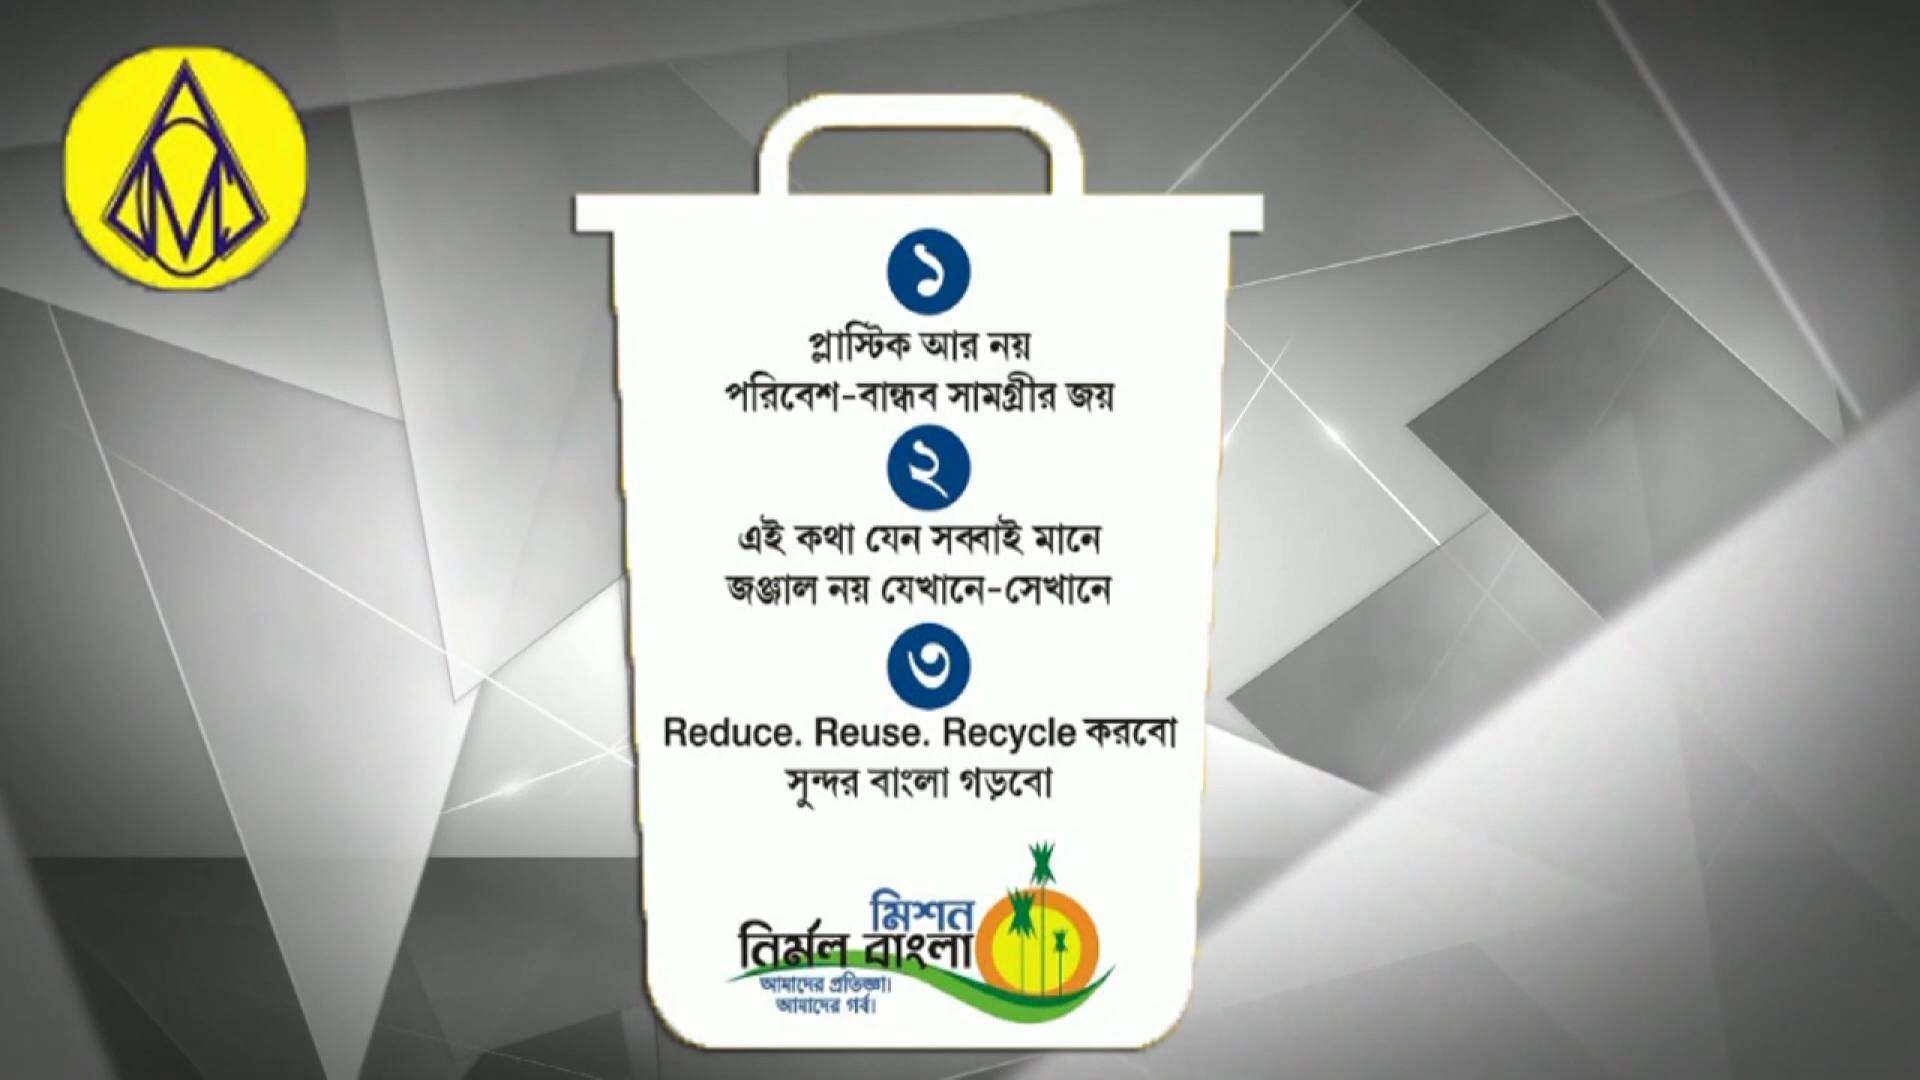 ১
প্লাস্টিক আর নয়
পরিবেশ-বান্ধব সামগ্রীর জয়
২
এই কথা যেন সব্বাই মানে
জঞ্জাল নয় যেখানে-সেখানে
৩
Reduce. Reuse. Recycle করবো
সুন্দর বাংলা গড়বো
মিশন
নির্মল বাংলা
আমাদের প্রতিজ্ঞা।
আমাদের গর্ব।